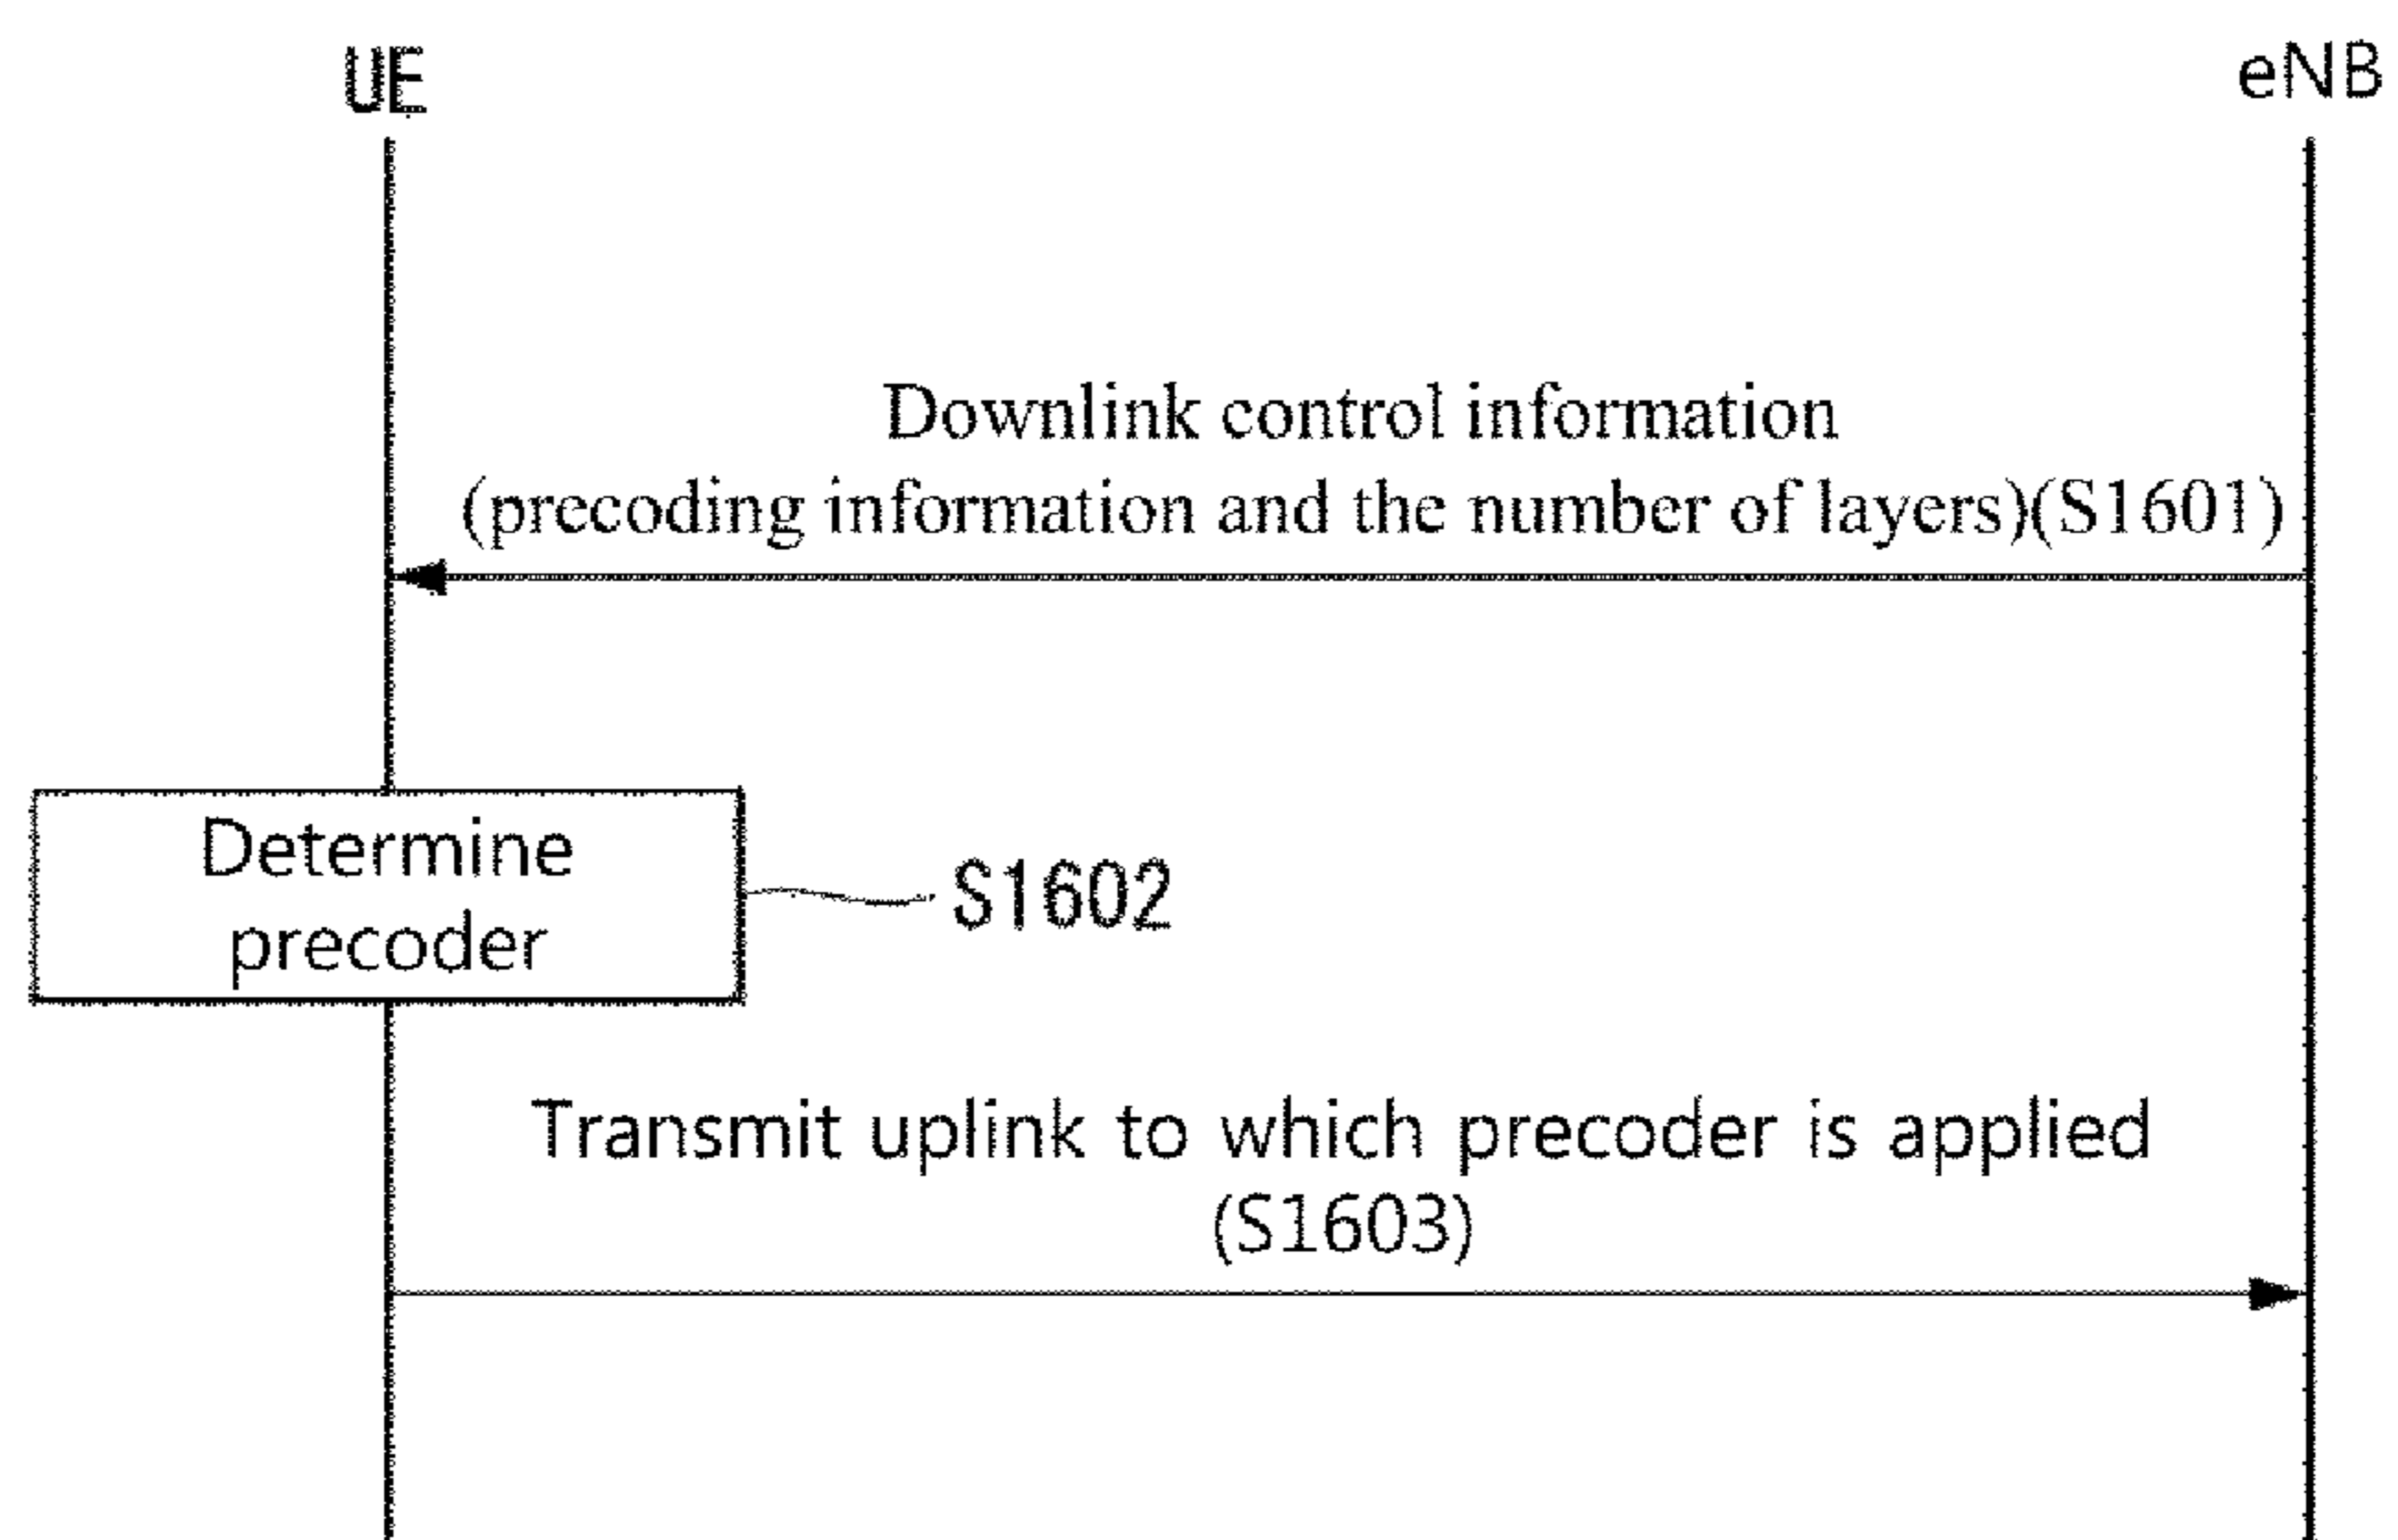 UE
eNB
Downlink control information
(precoding information and the number of layers)(S1601)
Determine
precoder
S1602
Transmit uplink to which precoder is applied
(S1603)